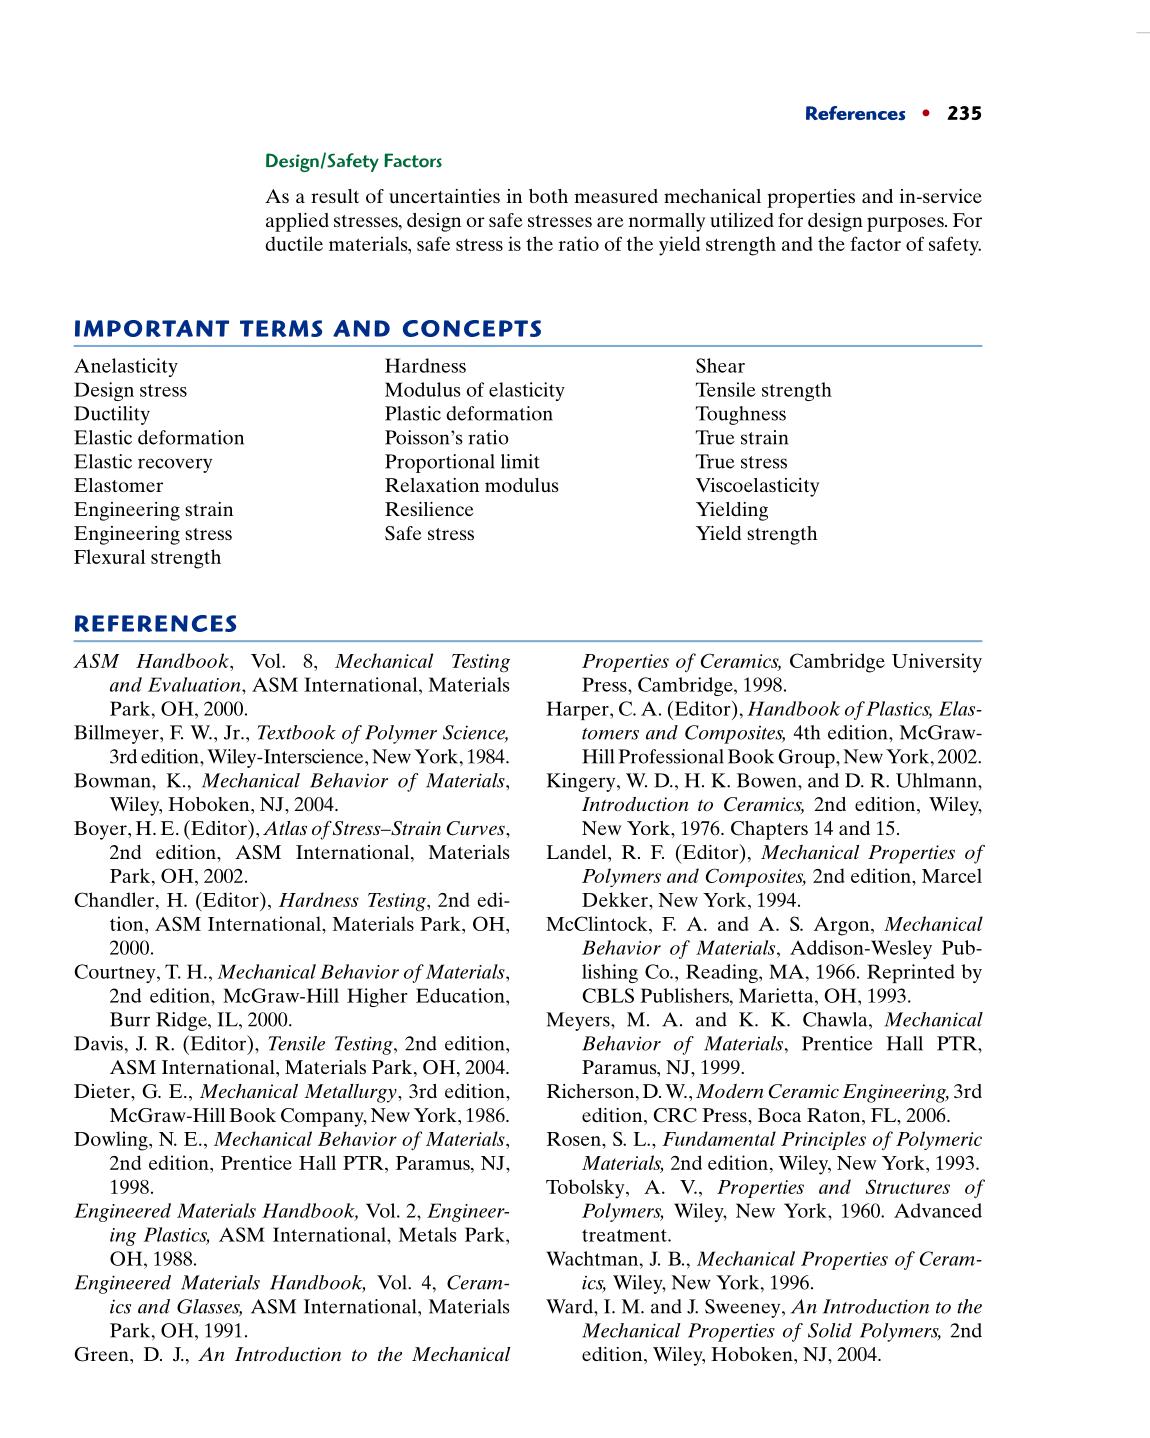 References • 235
Design/Safety Factors
As a result of uncertainties in both measured mechanical properties and in-service
applied stresses, design or safe stresses are normally utilized for design purposes. For
ductile materials, safe stress is the ratio of the yield strength and the factor of safety.
IMPORTANT TERMS AND CONCEPTS
Anelasticity
Design stress
Ductility
Elastic deformation
Elastic recovery
Elastomer
Engineering strain
Engineering stress
Flexural strength
Hardness
Modulus of elasticity
Plastic deformation
Poisson’s ratio
Proportional limit
Relaxation modulus
Resilience
Safe stress
Shear
Tensile strength
Toughness
True strain
True stress
Viscoelasticity
Yielding
Yield strength
REFERENCES
ASM Handbook, Vol. 8, Mechanical Testing
and Evaluation, ASM International, Materials
Park, OH, 2000.
Billmeyer, F. W., Jr., Textbook of Polymer Science,
3rd edition, Wiley-Interscience, New York, 1984.
Bowman, K., Mechanical Behavior of Materials,
Wiley, Hoboken, NJ, 2004.
Boyer, H. E. (Editor), Atlas of Stress–Strain Curves,
2nd edition, ASM International, Materials
Park, OH, 2002.
Chandler, H. (Editor), Hardness Testing, 2nd edi-
tion, ASM International, Materials Park, OH,
2000.
Courtney, T. H., Mechanical Behavior of Materials,
2nd edition, McGraw-Hill Higher Education,
Burr Ridge, IL, 2000.
Davis, J. R. (Editor), Tensile Testing, 2nd edition,
ASM International, Materials Park, OH, 2004.
Dieter, G. E., Mechanical Metallurgy, 3rd edition,
McGraw-Hill Book Company, New York, 1986.
Dowling, N. E., Mechanical Behavior of Materials,
2nd edition, Prentice Hall PTR, Paramus, NJ,
1998.
Engineered Materials Handbook, Vol. 2, Engineer-
ing Plastics, ASM International, Metals Park,
OH, 1988.
Engineered Materials Handbook, Vol. 4, Ceram-
ics and Glasses, ASM International, Materials
Park, OH, 1991.
Green, D. J., An Introduction to the Mechanical
Properties of Ceramics, Cambridge University
Press, Cambridge, 1998.
Harper, C. A. (Editor), Handbook of Plastics, Elas-
tomers and Composites, 4th edition, McGraw-
Hill Professional Book Group, New York, 2002.
Kingery, W. D., H. K. Bowen, and D. R. Uhlmann,
Introduction to Ceramics, 2nd edition, Wiley,
New York, 1976. Chapters 14 and 15.
Landel, R. F. (Editor), Mechanical Properties of
Polymers and Composites, 2nd edition, Marcel
Dekker, New York, 1994.
McClintock, F. A. and A. S. Argon, Mechanical
Behavior of Materials, Addison-Wesley Pub-
lishing Co., Reading, MA, 1966. Reprinted by
CBLS Publishers, Marietta, OH, 1993.
Meyers, M. A. and K. K. Chawla, Mechanical
Behavior of Materials, Prentice Hall PTR,
Paramus, NJ, 1999.
Richerson, D. W., Modern Ceramic Engineering, 3rd
edition, CRC Press, Boca Raton, FL, 2006.
Rosen, S. L., Fundamental Principles of Polymeric
Materials, 2nd edition, Wiley, New York, 1993.
Tobolsky, A. V., Properties and Structures of
Polymers, Wiley, New York, 1960. Advanced
treatment.
Wachtman, J. B., Mechanical Properties of Ceram-
ics, Wiley, New York, 1996.
Ward, I. M. and J. Sweeney, An Introduction to the
Mechanical Properties of Solid Polymers, 2nd
edition, Wiley, Hoboken, NJ, 2004.